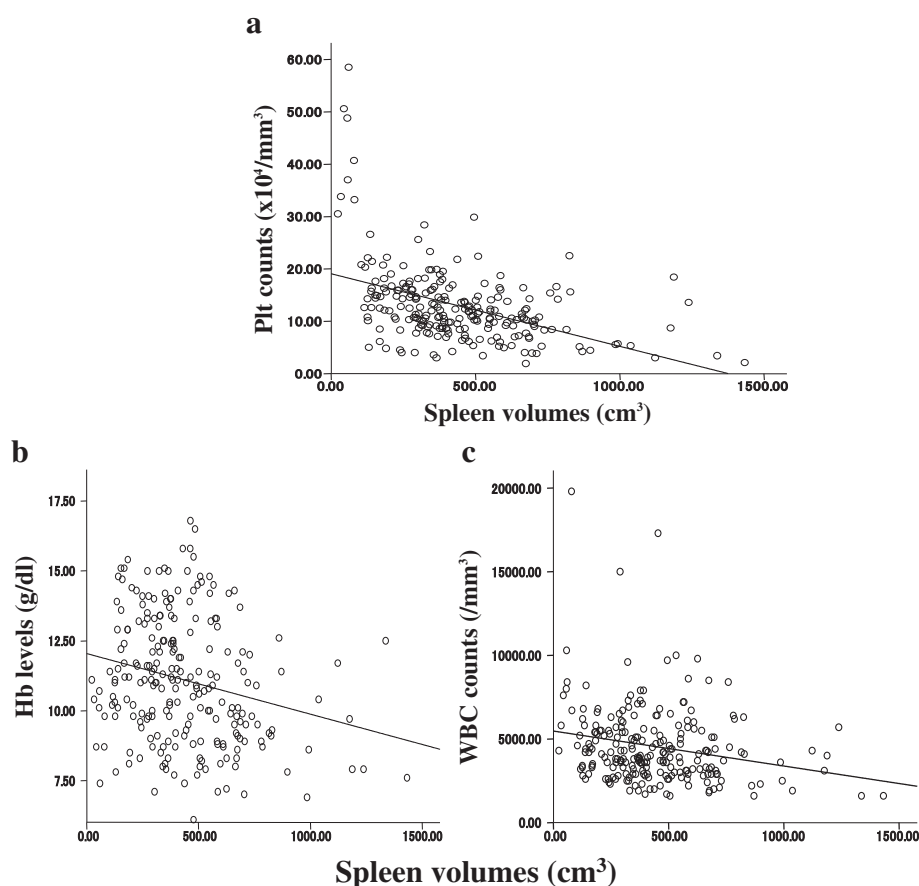 a
Plt counts (x10⁴/mm³)
60.00
50.00
40.00
30.00
20.00
10.00
0.00
0.00 500.00 1000.00 1500.00
Spleen volumes (cm³)
b
Hb levels (g/dl)
17.50
15.00
12.50
10.00
7.50
0.00 500.00 1000.00 1500.00
c
WBC counts (/mm³)
20000.00
15000.00
10000.00
5000.00
0.00
0.00 500.00 1000.00 1500.00
Spleen volumes (cm³)